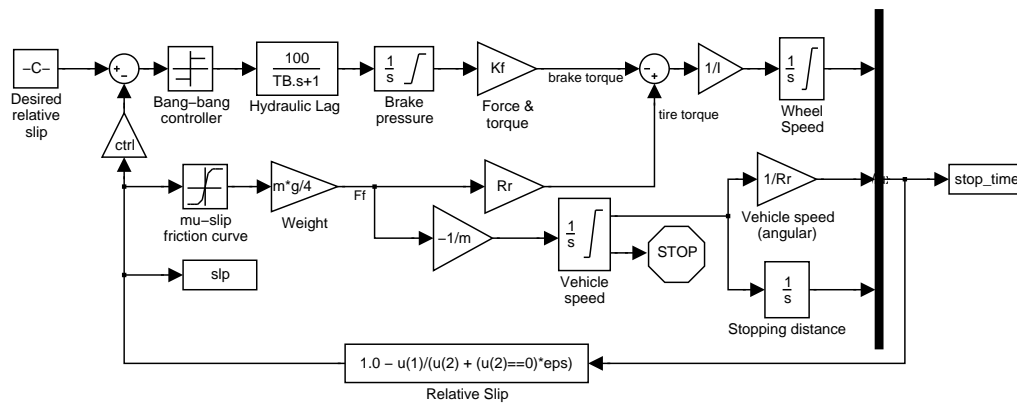 −C−
Desired
relative
slip
+
−
Bang−bang
controller
100
TB.s+1
Hydraulic Lag
1
s
Brake
pressure
Kf
Force &
torque
brake torque
−
+
tire torque
1/I
1
s
Wheel
Speed
ctrl
mu−slip
friction curve
m*g/4
Weight
Ff
Rr
−1/m
1
s
Vehicle
speed
STOP
1/Rr
Vehicle speed
(angular)
1
s
Stopping distance
stop_time
slp
1.0 − u(1)/(u(2) + (u(2)==0)*eps)
Relative Slip